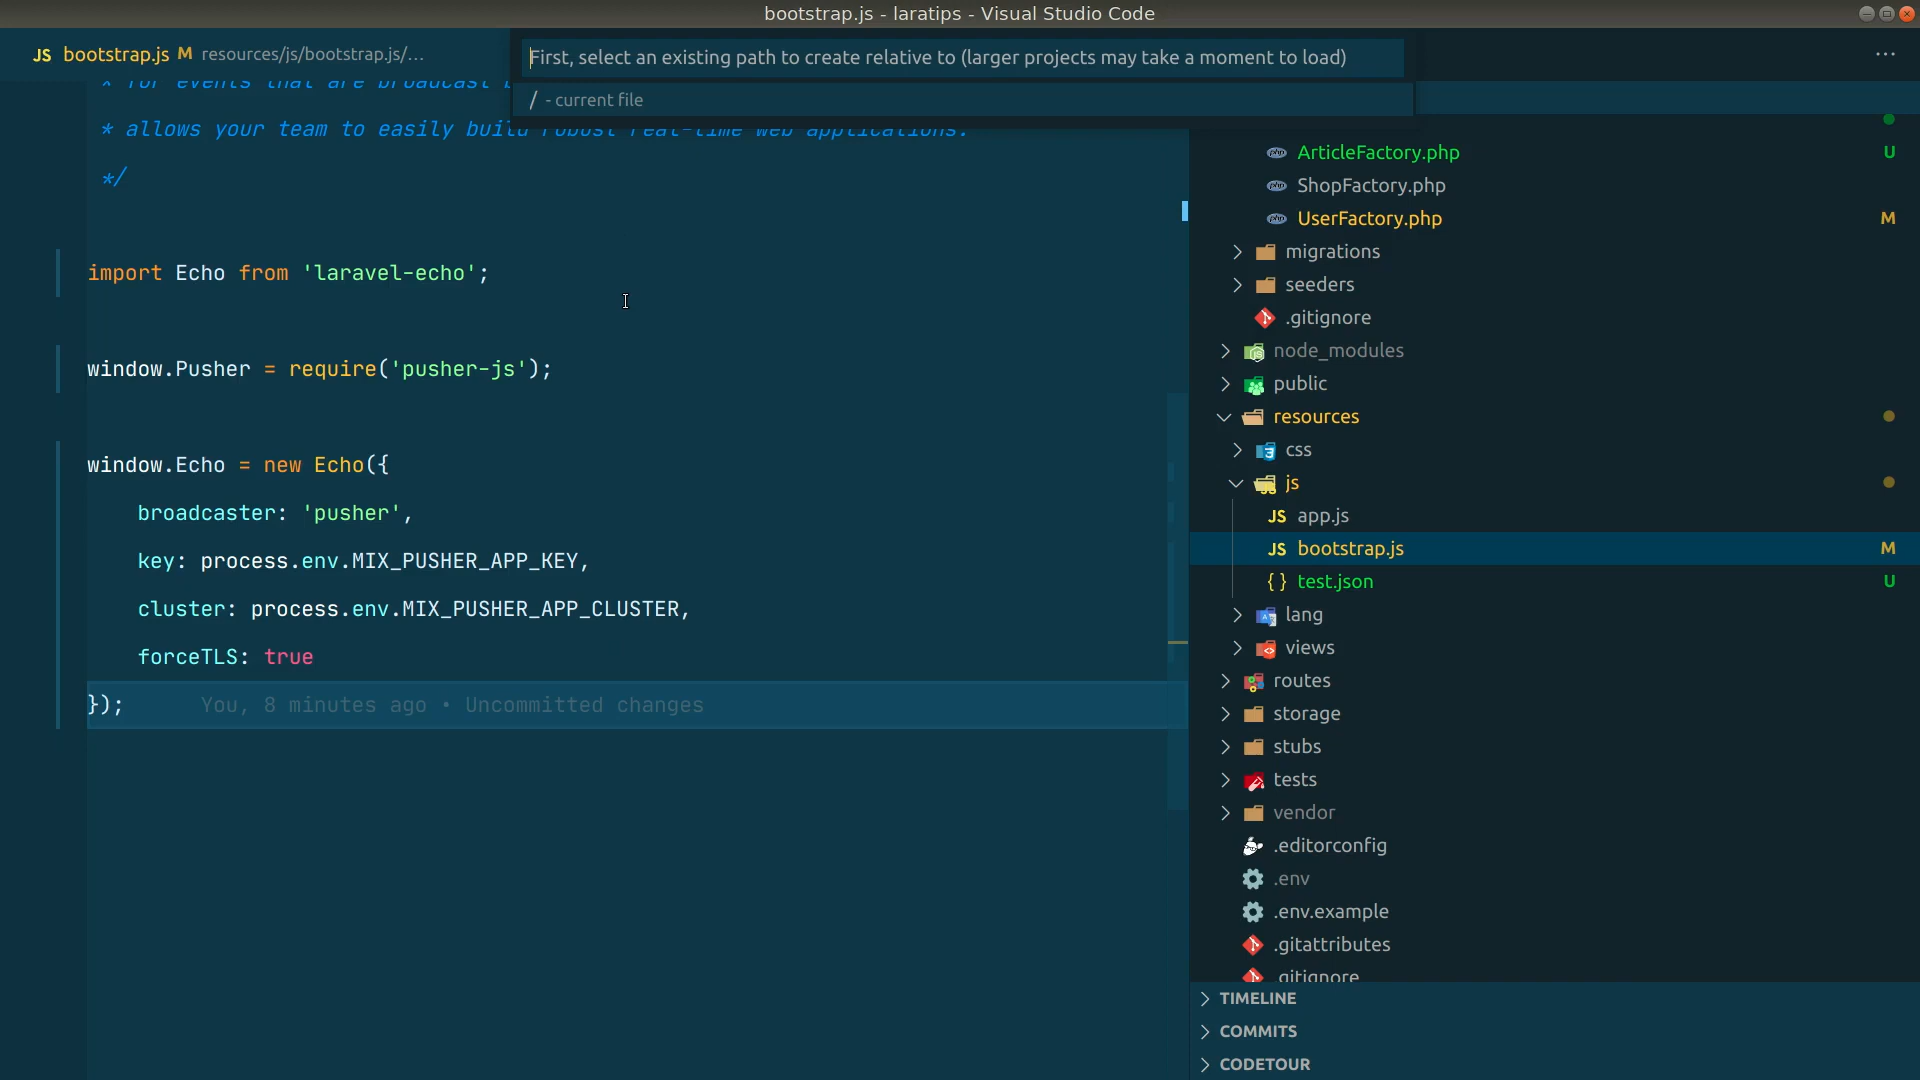 bootstrap.js - laratips - Visual Studio Code
JS bootstrap.js M resources/js/bootstrap.js/...
First, select an existing path to create relative to (larger projects may take a moment to load)
/ - current file
* for events that are broadcast
* allows your team to easily build robust real-time web applications.
*/
import Echo from 'laravel-echo';
window.Pusher = require('pusher-js');
window.Echo = new Echo({
broadcaster: 'pusher',
key: process.env.MIX_PUSHER_APP_KEY,
cluster: process.env.MIX_PUSHER_APP_CLUSTER,
forceTLS: true
}); You, 8 minutes ago • Uncommitted changes
php ArticleFactory.php U
php ShopFactory.php
php UserFactory.php M
migrations
seeders
.gitignore
node_modules
public
resources
css
js
JS app.js
JS bootstrap.js M
{ } test.json U
lang
views
routes
storage
stubs
tests
vendor
.editorconfig
.env
.env.example
.gitattributes
.gitignore
TIMELINE
COMMITS
CODETOUR